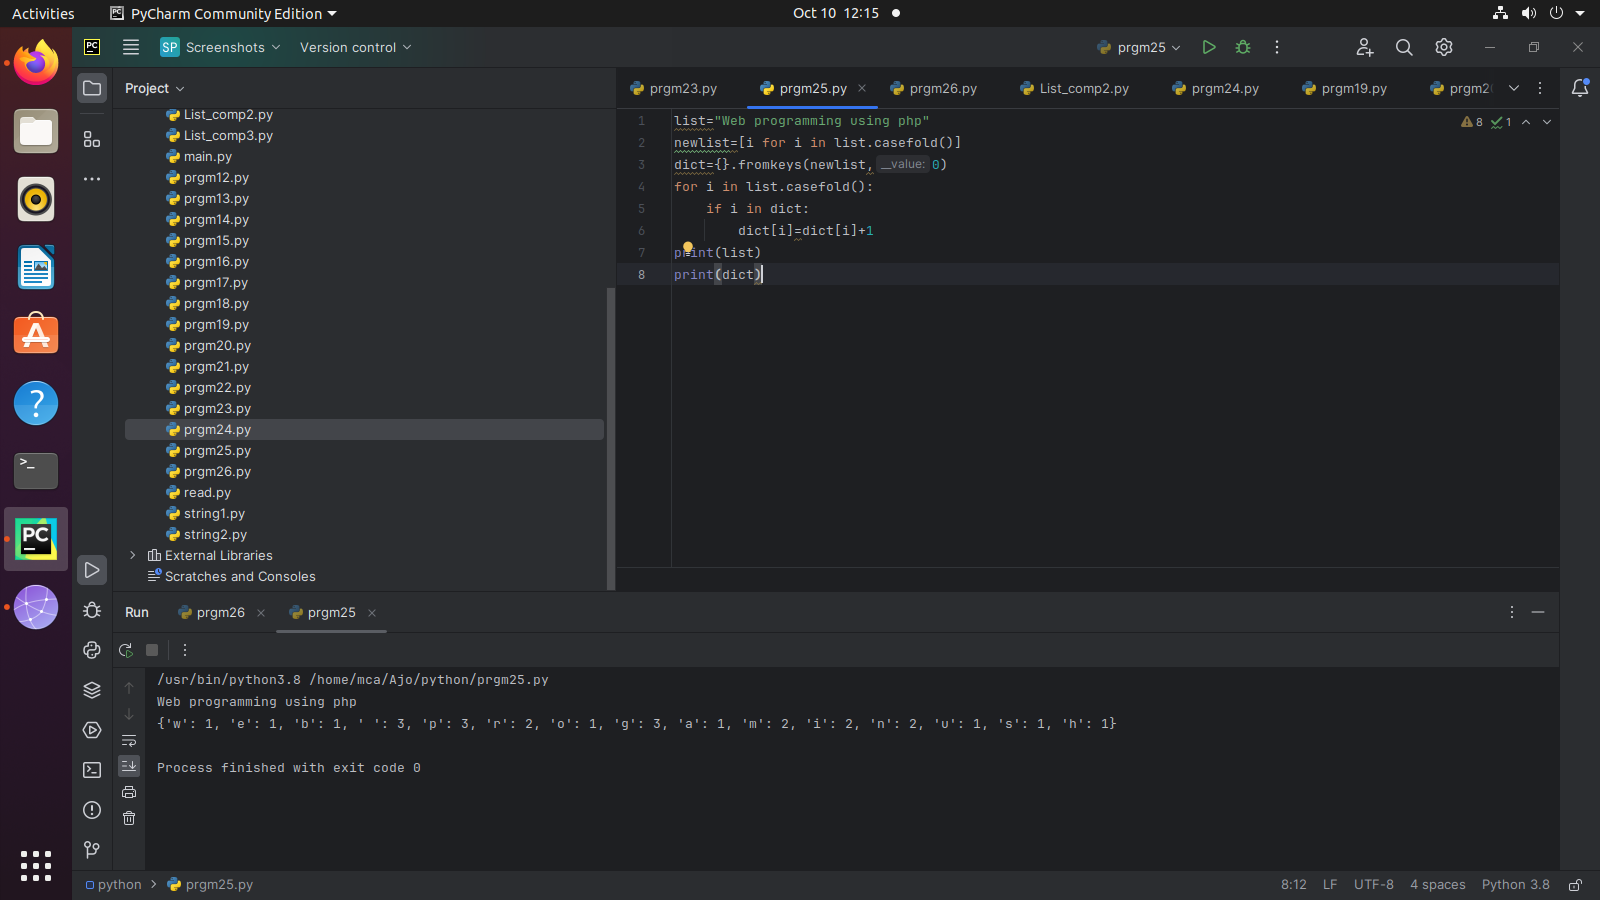 Activities
PyCharm Community Edition
Oct 10 12:15
PC
SP Screenshots
Version control
prgm25
Project
prgm23.py
prgm25.py
prgm26.py
List_comp2.py
prgm24.py
prgm19.py
prgm2
List_comp2.py
List_comp3.py
main.py
prgm12.py
prgm13.py
prgm14.py
prgm15.py
prgm16.py
prgm17.py
prgm18.py
prgm19.py
prgm20.py
prgm21.py
prgm22.py
prgm23.py
prgm24.py
prgm25.py
prgm26.py
read.py
string1.py
string2.py
External Libraries
Scratches and Consoles
1 list="Web programming using php"
2 newlist=[i for i in list.casefold()]
3 dict={}.fromkeys(newlist, __value: 0)
4 for i in list.casefold():
5 if i in dict:
6 dict[i]=dict[i]+1
7 print(list)
8 print(dict)
8 1
PC
Run
prgm26
prgm25
/usr/bin/python3.8 /home/mca/Ajo/python/prgm25.py
Web programming using php
{'w': 1, 'e': 1, 'b': 1, ' ': 3, 'p': 3, 'r': 2, 'o': 1, 'g': 3, 'a': 1, 'm': 2, 'i': 2, 'n': 2, 'u': 1, 's': 1, 'h': 1}
Process finished with exit code 0
python > prgm25.py
8:12
LF
UTF-8
4 spaces
Python 3.8